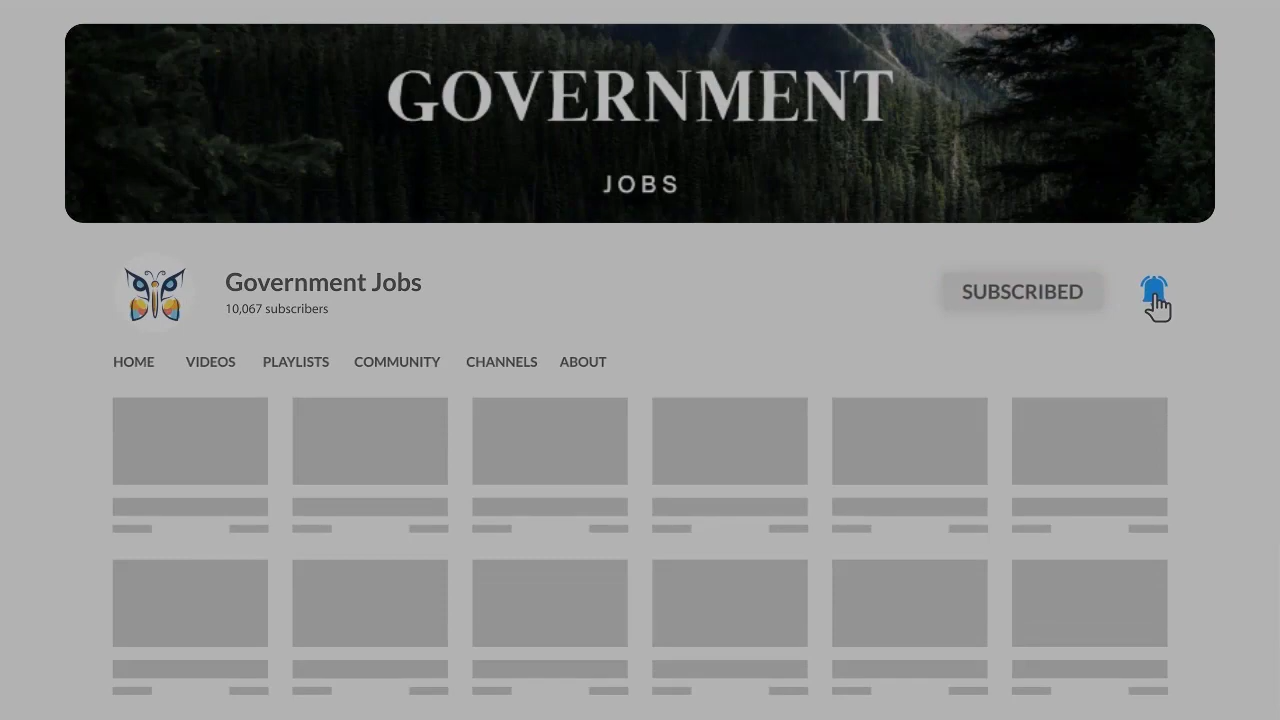 GOVERNMENT
JOBS
Government Jobs
10,067 subscribers
SUBSCRIBED
HOME VIDEOS PLAYLISTS COMMUNITY CHANNELS ABOUT